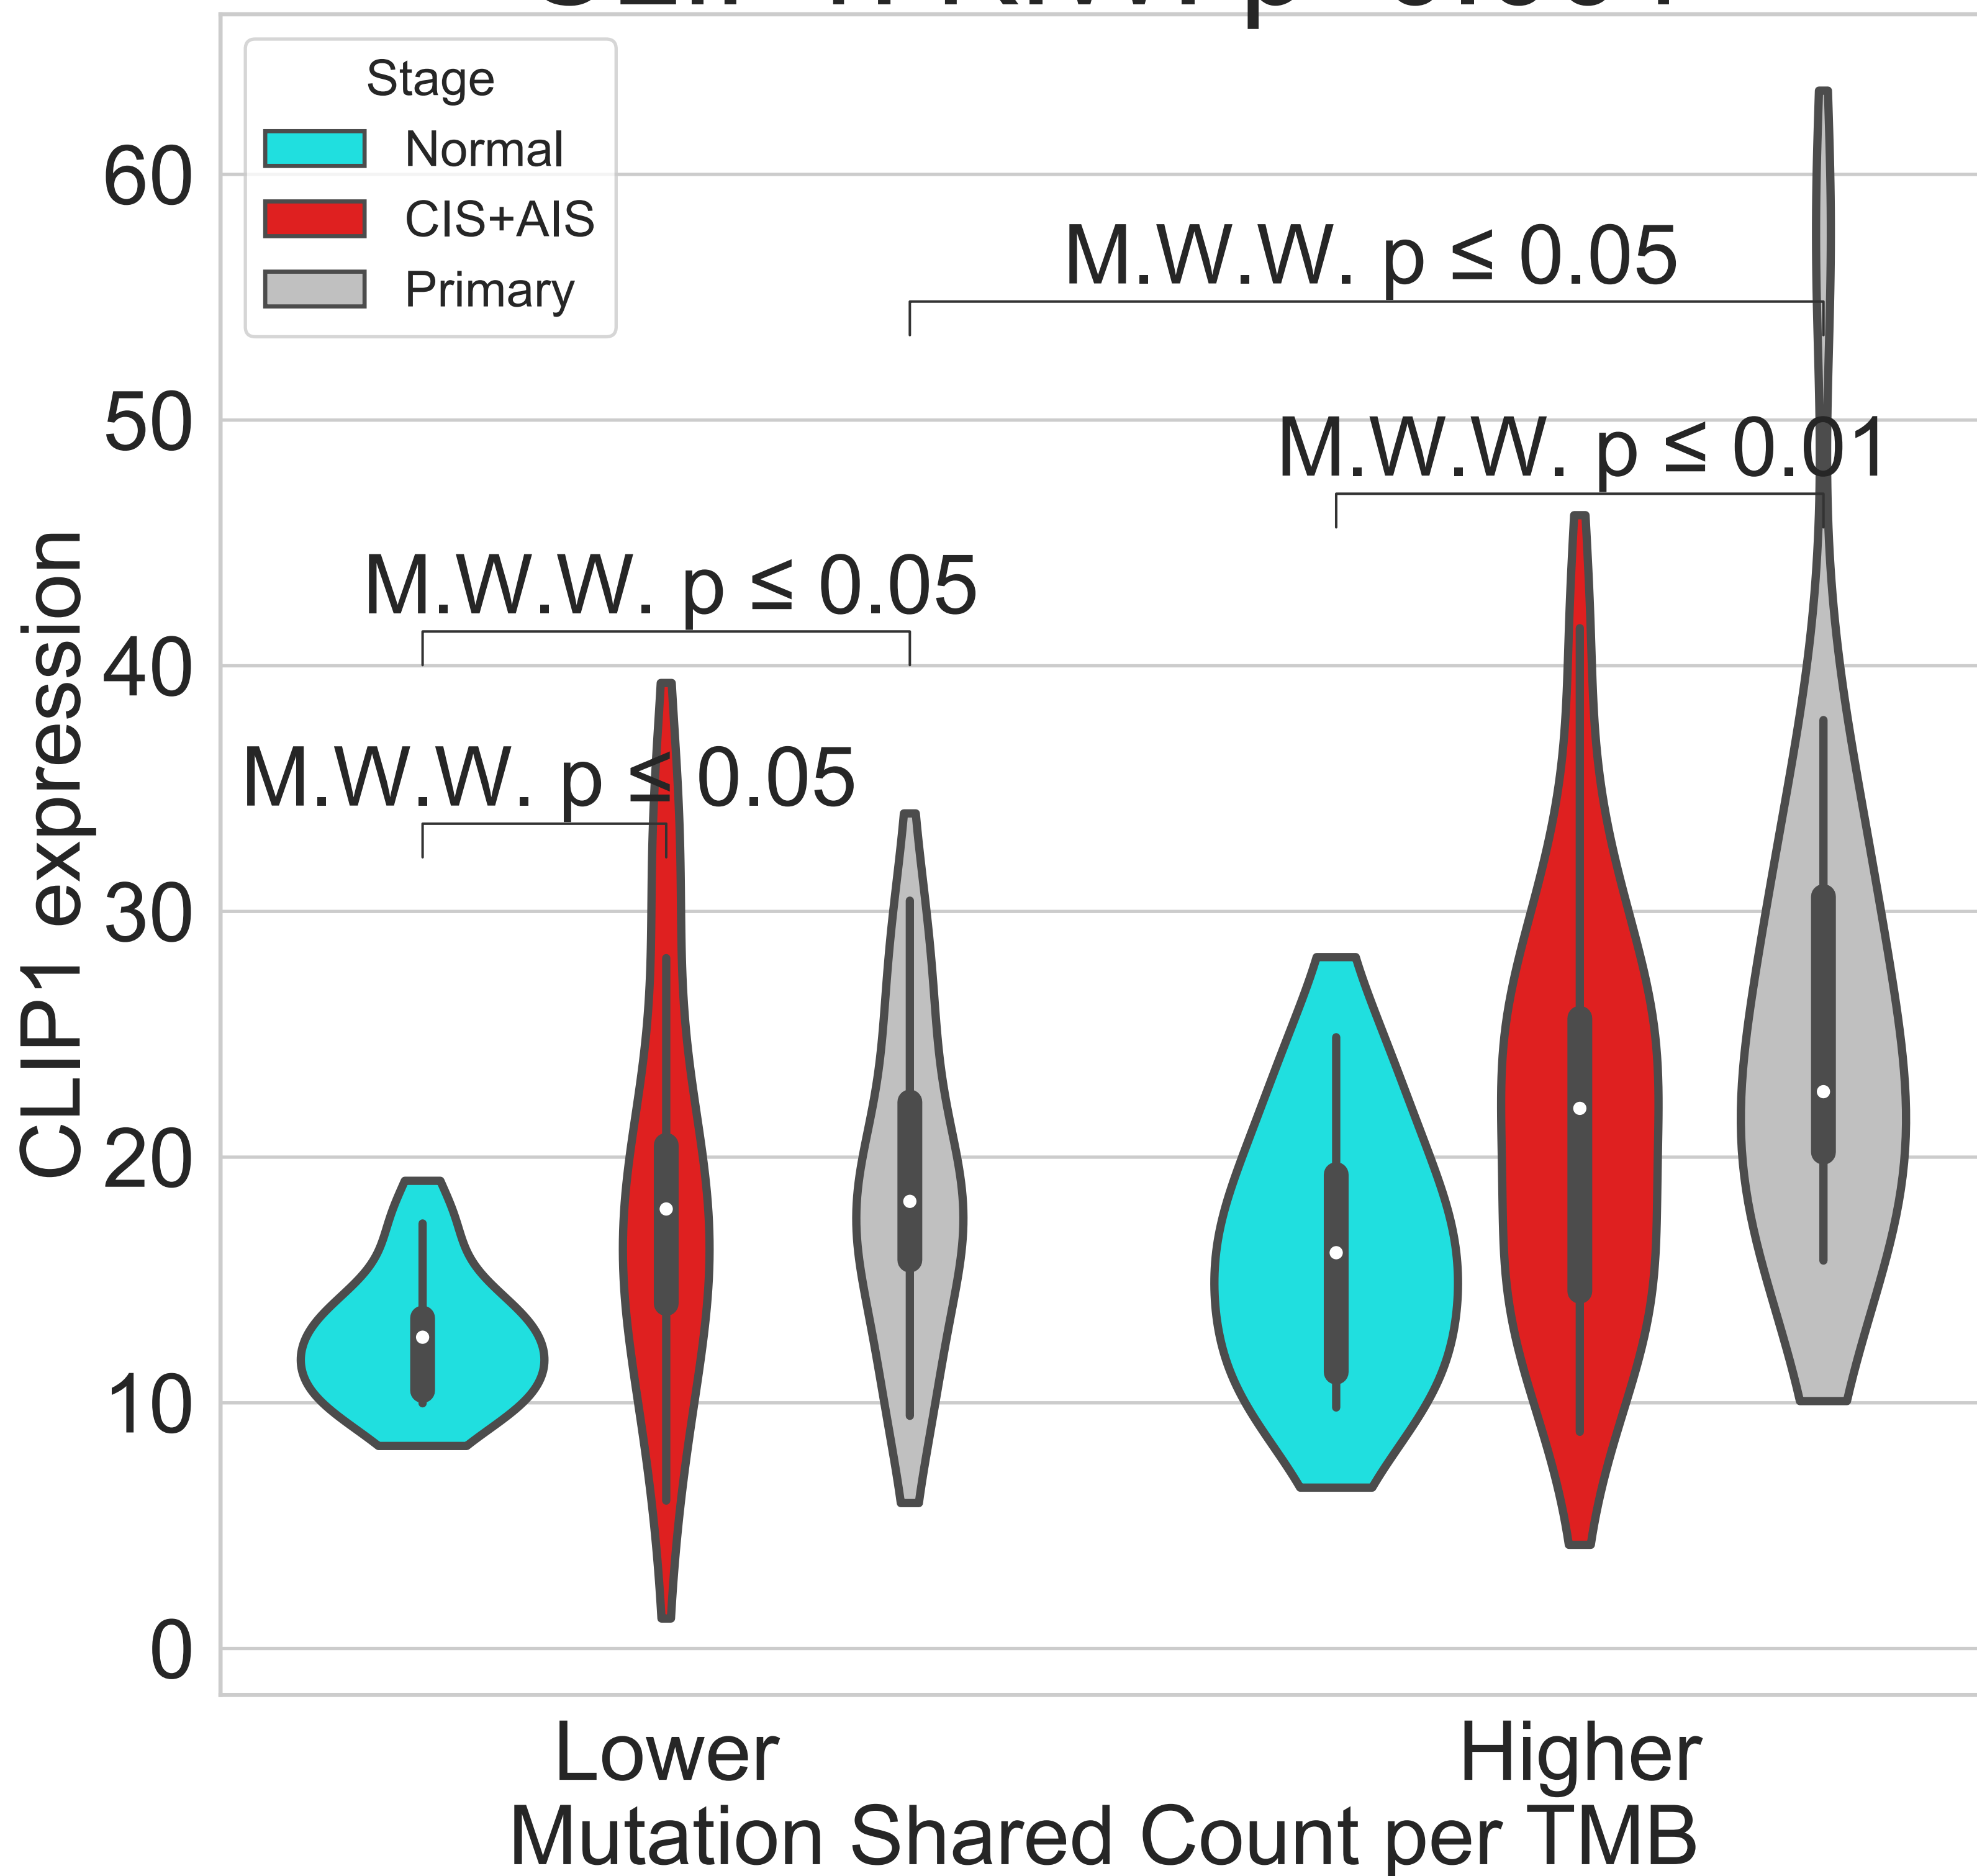 Stage
Normal
CIS+AIS
Primary
60
50
40
30
20
10
0
CLIP1 expression
M.W.W. p ≤ 0.05
M.W.W. p ≤ 0.01
M.W.W. p ≤ 0.05
M.W.W. p ≤ 0.05
Lower
Higher
Mutation Shared Count per TMB